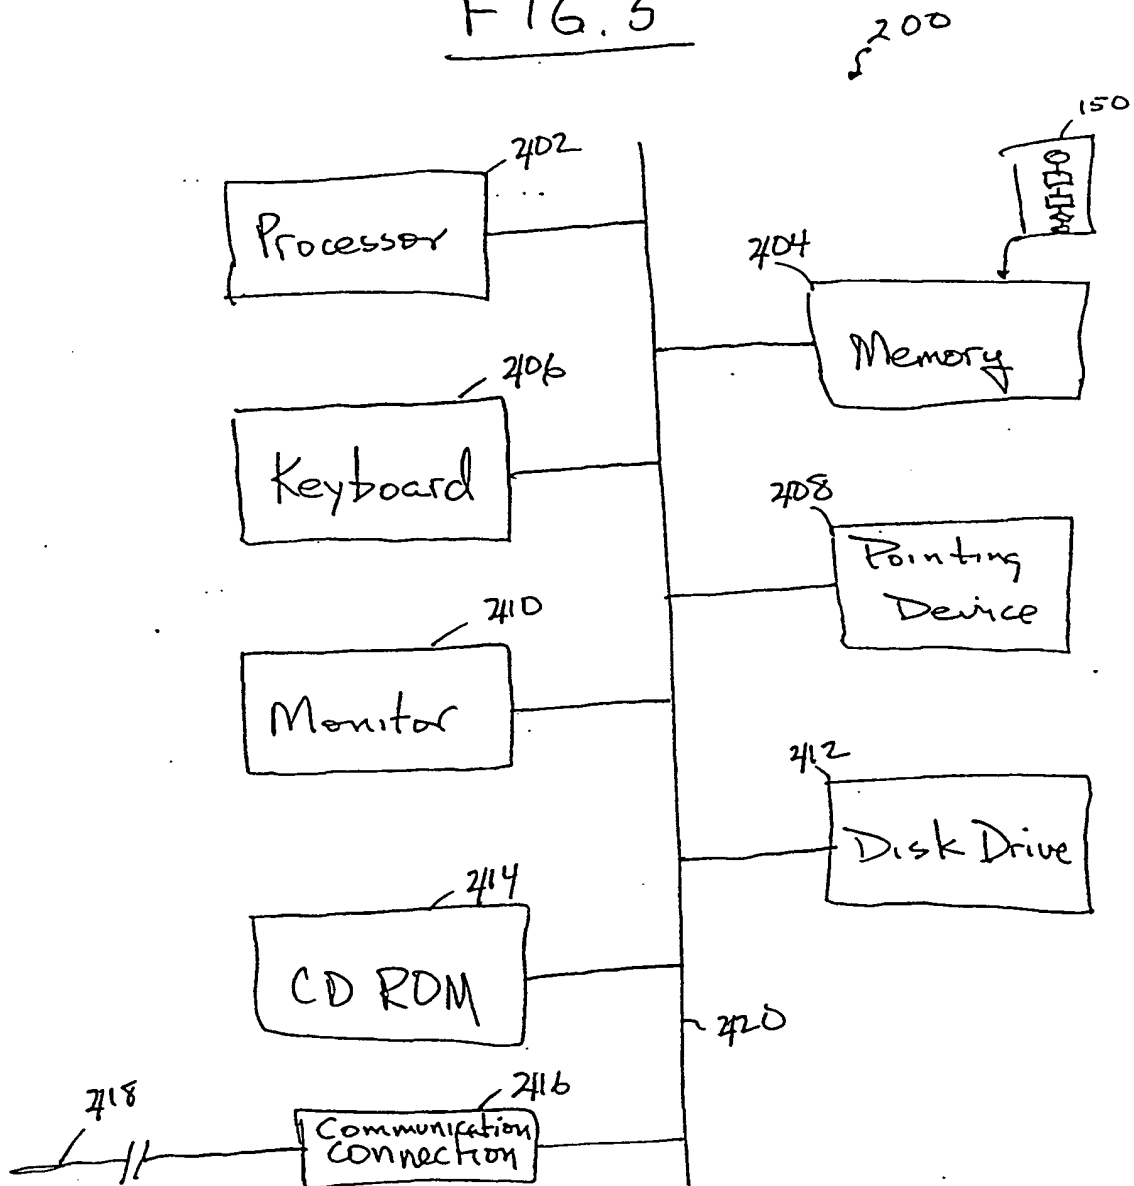 FIG. 5
200
150
402
Processor
404
Memory
406
Keyboard
408
Pointing
Device
410
Monitor
412
Disk Drive
414
CD ROM
420
416
418
Communication
Connection